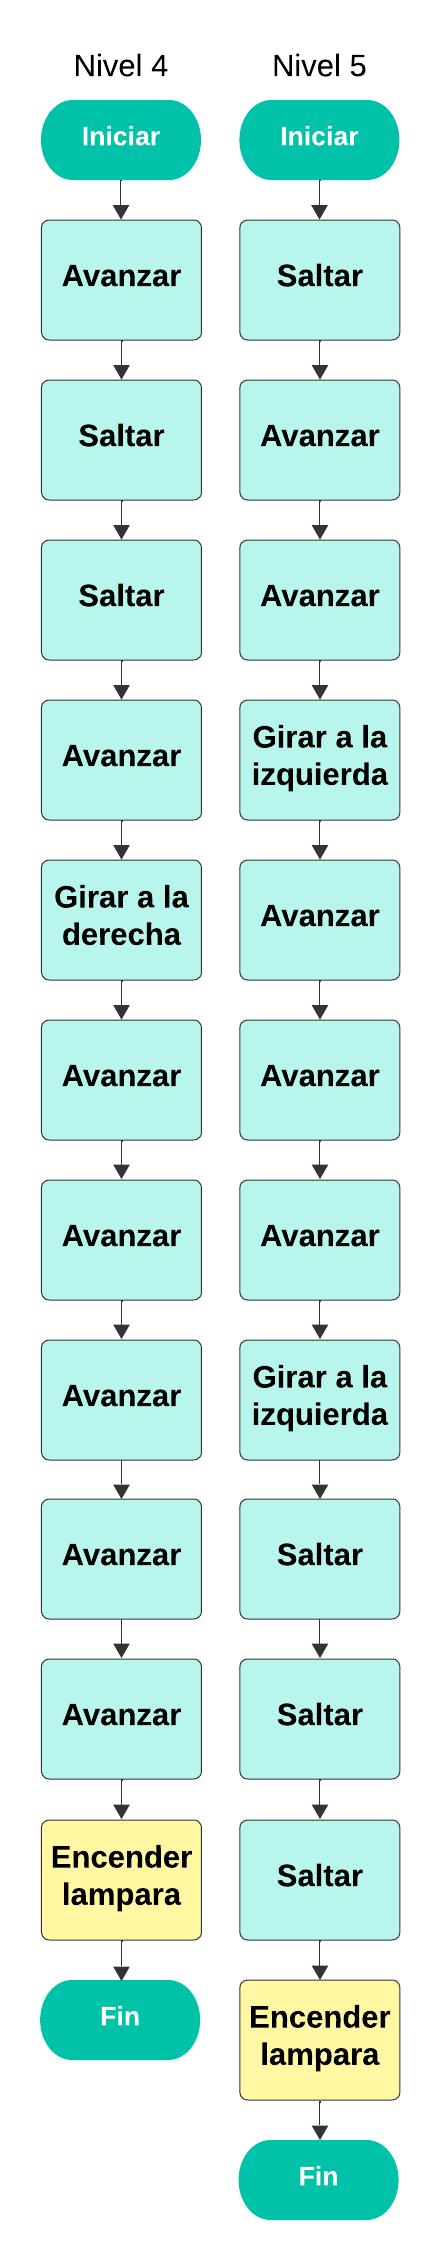 Nivel 4
Iniciar
Avanzar
Saltar
Saltar
Avanzar
Girar a la
derecha
Avanzar
Avanzar
Avanzar
Avanzar
Avanzar
Encender
lampara
Fin
Nivel 5
Iniciar
Saltar
Avanzar
Avanzar
Girar a la
izquierda
Avanzar
Avanzar
Avanzar
Girar a la
izquierda
Saltar
Saltar
Saltar
Encender
lampara
Fin